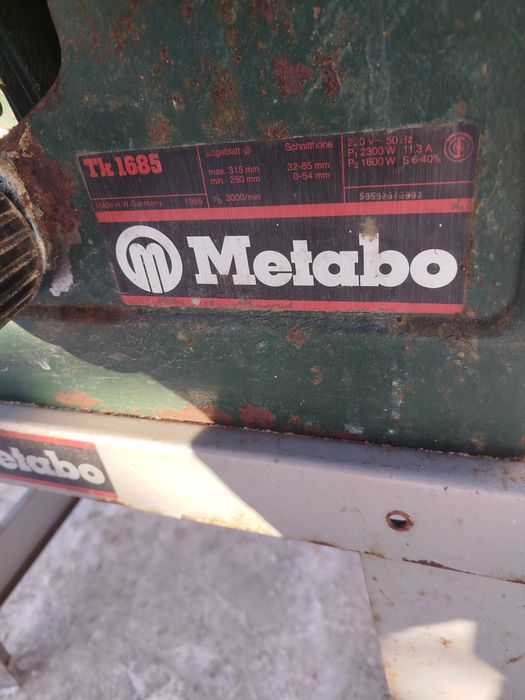 Tk 1685
Sägeblatt ∅
max. 315 mm
min. 250 mm
Schnitthöhe
32-85 mm
0-54 mm
220 V~ 50 Hz
P₁ 2300 W 11,3 A
P₂ 1600 W S 6-40%
Made in W. Germany
1985
n₀ 3000/min
Metabo
etabo